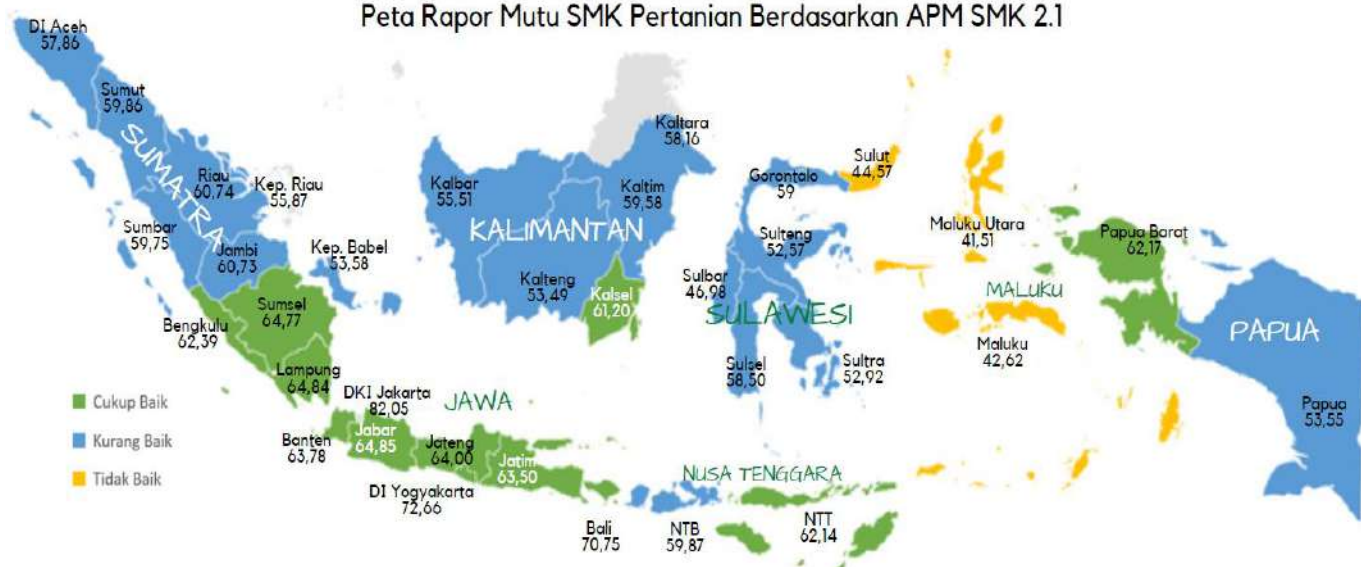 Peta Rapor Mutu SMK Pertanian Berdasarkan APM SMK 2.1
DI Aceh
57,86
Sumut
59,86
SUMATRA
Riau
60,74
Kep. Riau
55,87
Sumbar
59,75
Jambi
60,73
Kep. Babel
53,58
Sumsel
64,77
Bengkulu
62,39
Lampung
64,84
Kaltara
58,16
Kalbar
55,51
Kaltim
59,58
KALIMANTAN
Kalteng
53,49
Kalsel
61,20
Sulut
44,57
Gorontalo
59
Sulteng
52,57
Sulbar
46,98
SULAWESI
Sulsel
58,50
Sultra
52,92
Maluku Utara
41,51
MALUKU
Maluku
42,62
Papua Barat
62,17
PAPUA
Papua
53,55
Cukup Baik
Kurang Baik
Tidak Baik
JAWA
DKI Jakarta
82,05
Banten
63,78
Jabar
64,85
Jateng
64,00
Jatim
63,50
DI Yogyakarta
72,66
NUSA TENGGARA
Bali
70,75
NTB
59,87
NTT
62,14